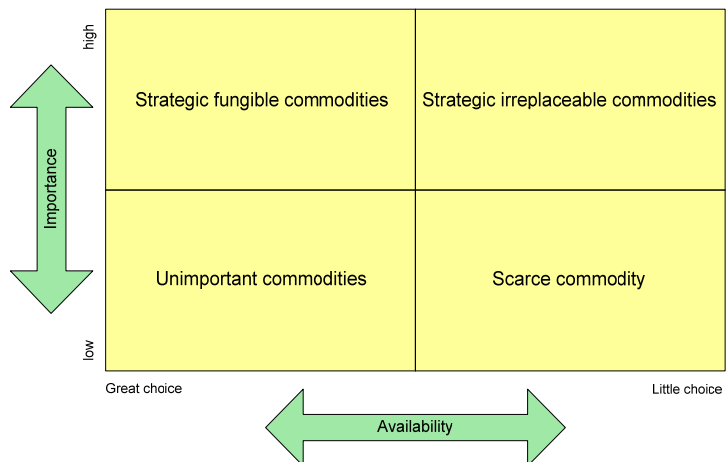 high
Strategic fungible commodities
Strategic irreplaceable commodities
Importance
Unimportant commodities
Scarce commodity
low
Great choice
Little choice
Availability